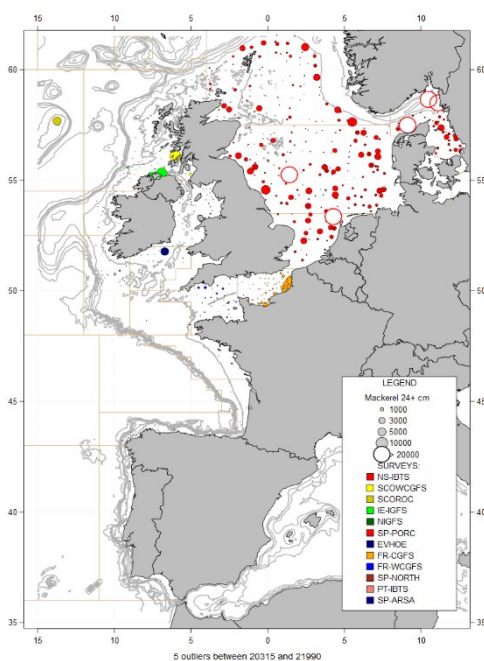 15 10 5 0 5 10
60 60
55 55
50 50
45 45
40 40
35 35
LEGEND
Mackerel 24+ cm
1000
3000
5000
10000
> 20000
SURVEYS:
NS-IBTS
SCOWCGFS
SCOROC
IE-IGFS
NIGFS
SP-PORC
EVHOE
FR-CGFS
FR-WCGFS
SP-NORTH
PT-IBTS
SP-ARSA
15 10 5 0 5 10
5 outliers between 20315 and 21990